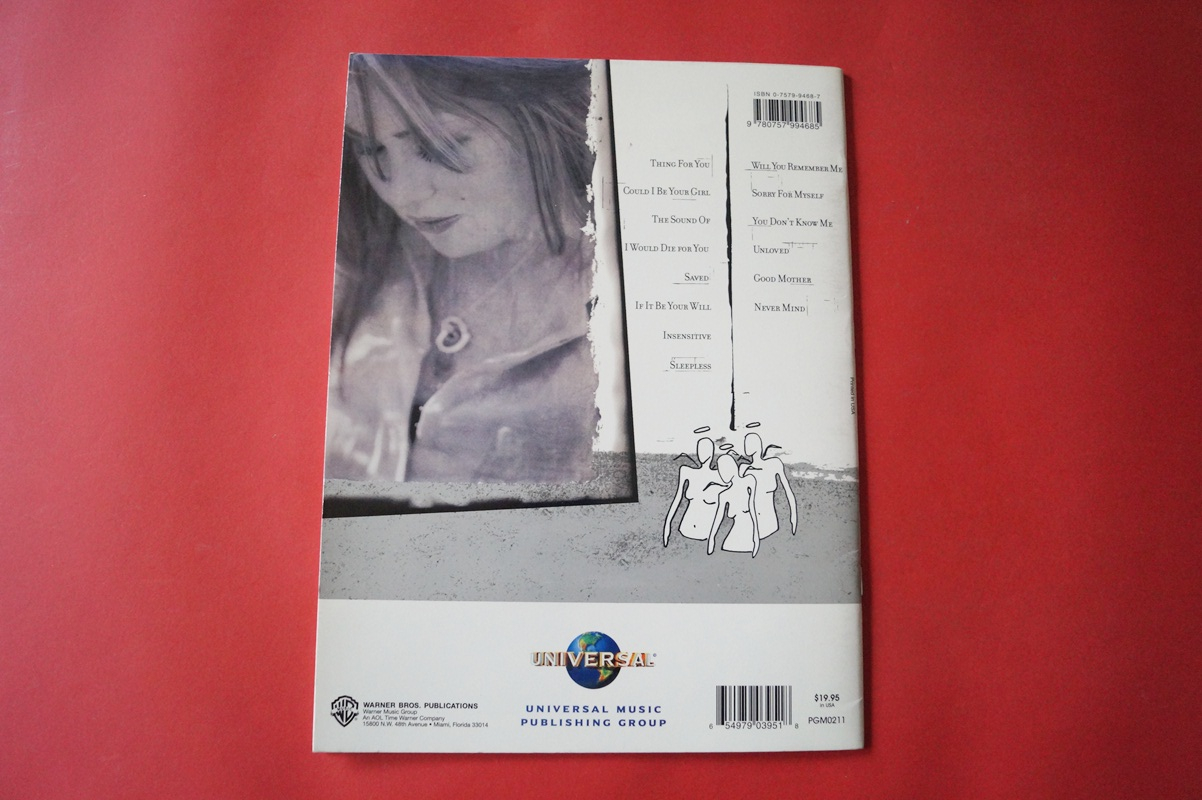 ISBN 0-7579-9468-7
9 780757 994685
Thing For You
Could I Be Your Girl
The Sound Of
I Would Die for You
Saved
If It Be Your Will
Insensitive
Sleepless
Will You Remember Me
Sorry For Myself
You Don't Know Me
Unloved
Good Mother
Never Mind
Printed in USA
UNIVERSAL
UNIVERSAL MUSIC
PUBLISHING GROUP
WB
WARNER BROS. PUBLICATIONS
Warner Music Group
An AOL Time Warner Company
15800 N.W. 48th Avenue • Miami, Florida 33014
6 54979 03951 8
$19.95
in USA
PGM0211